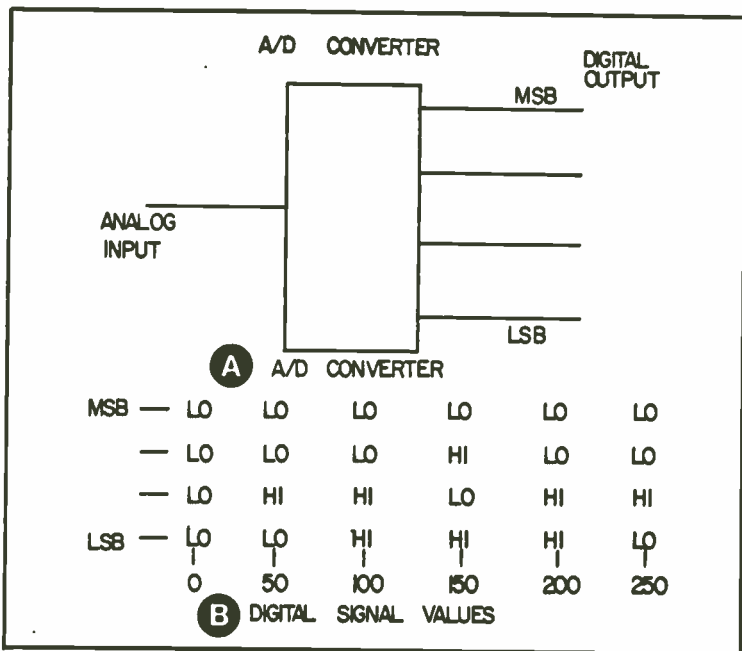 A/D CONVERTER
DIGITAL
OUTPUT
MSB
ANALOG
INPUT
LSB
A A/D CONVERTER
MSB — LO LO LO LO LO LO
— LO LO LO HI LO LO
— LO HI HI LO HI HI
LSB — LO LO HI HI HI LO
0 50 100 150 200 250
B DIGITAL SIGNAL VALUES